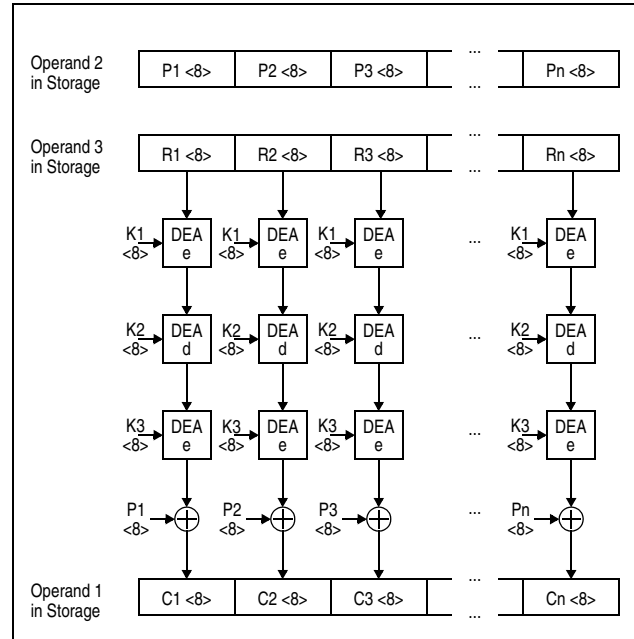 Operand 2
in Storage
P1 <8> P2 <8> P3 <8> ... ... Pn <8>
Operand 3
in Storage
R1 <8> R2 <8> R3 <8> ... ... Rn <8>
K1 <8> DEA e K1 <8> DEA e K1 <8> DEA e ... K1 <8> DEA e
K2 <8> DEA d K2 <8> DEA d K2 <8> DEA d ... K2 <8> DEA d
K3 <8> DEA e K3 <8> DEA e K3 <8> DEA e ... K3 <8> DEA e
P1 <8> P2 <8> P3 <8> ... Pn <8>
Operand 1
in Storage
C1 <8> C2 <8> C3 <8> ... ... Cn <8>